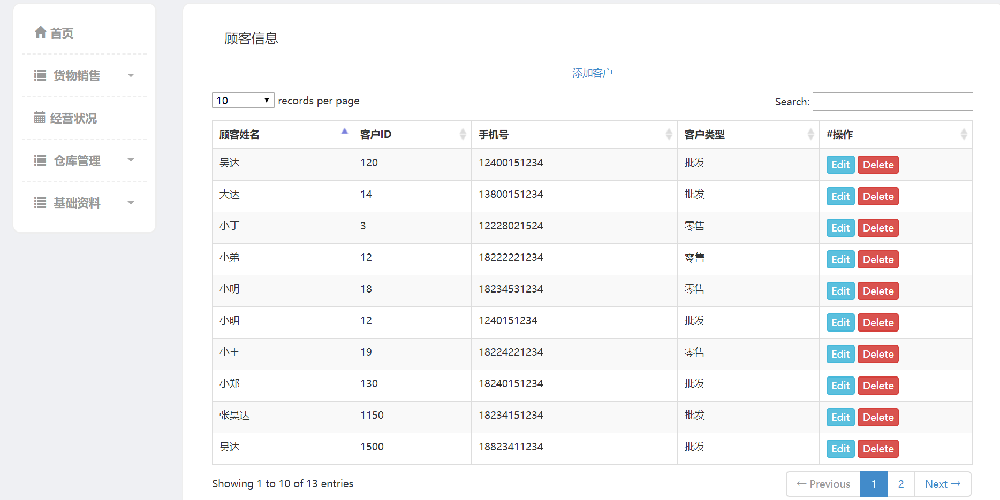 首页
货物销售
经营状况
仓库管理
基础资料
顾客信息
添加客户
10 records per page
Search:
顾客姓名 客户ID 手机号 客户类型 #操作
吴达 120 12400151234 批发 Edit Delete
大达 14 13800151234 批发 Edit Delete
小丁 3 12228021524 零售 Edit Delete
小弟 12 18222221234 零售 Edit Delete
小明 18 18234531234 零售 Edit Delete
小明 12 1240151234 批发 Edit Delete
小王 19 18224221234 零售 Edit Delete
小郑 130 18240151234 批发 Edit Delete
张昊达 1150 18234151234 批发 Edit Delete
昊达 1500 18823411234 批发 Edit Delete
Showing 1 to 10 of 13 entries
← Previous 1 2 Next →